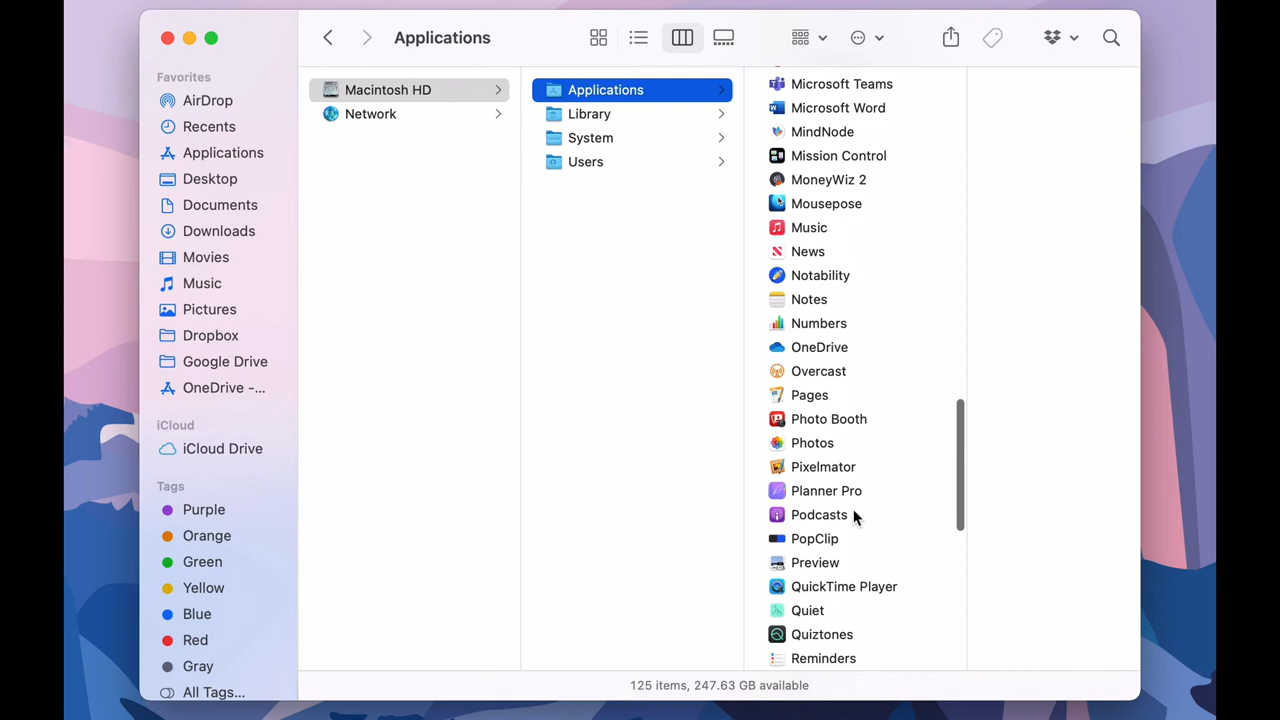 Applications
Favorites
AirDrop
Recents
Applications
Desktop
Documents
Downloads
Movies
Music
Pictures
Dropbox
Google Drive
OneDrive -...
iCloud
iCloud Drive
Tags
Purple
Orange
Green
Yellow
Blue
Red
Gray
All Tags...
Macintosh HD
Network
Applications
Library
System
Users
Microsoft Teams
Microsoft Word
MindNode
Mission Control
MoneyWiz 2
Mousepose
Music
News
Notability
Notes
Numbers
OneDrive
Overcast
Pages
Photo Booth
Photos
Pixelmator
Planner Pro
Podcasts
PopClip
Preview
QuickTime Player
Quiet
Quiztones
Reminders
125 items, 247.63 GB available